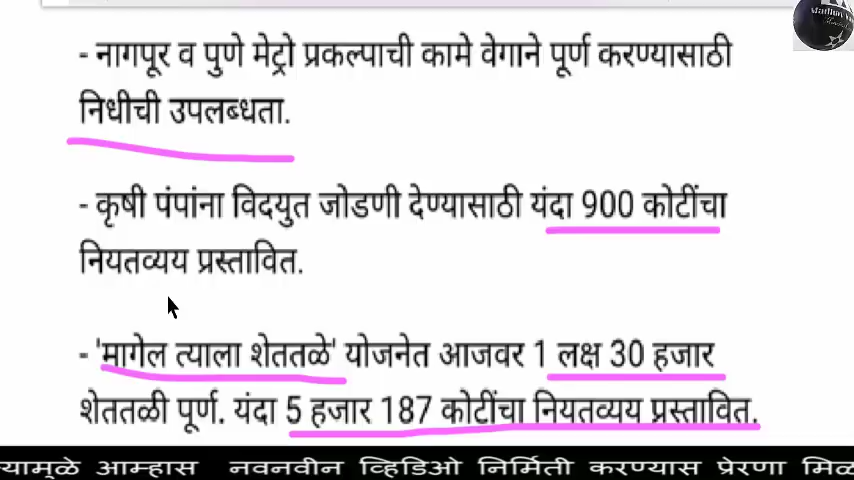 - नागपूर व पुणे मेट्रो प्रकल्पाची कामे वेगाने पूर्ण करण्यासाठी
निधीची उपलब्धता.
- कृषी पंपांना विदयुत जोडणी देण्यासाठी यंदा 900 कोटींचा
नियतव्यय प्रस्तावित.
- 'मागेल त्याला शेततळे' योजनेत आजवर 1 लक्ष 30 हजार
शेततळी पूर्ण. यंदा 5 हजार 187 कोटींचा नियतव्यय प्रस्तावित.
यामुळे आम्हास नवनवीन व्हिडिओ निर्मिती करण्यास प्रेरणा मिळ